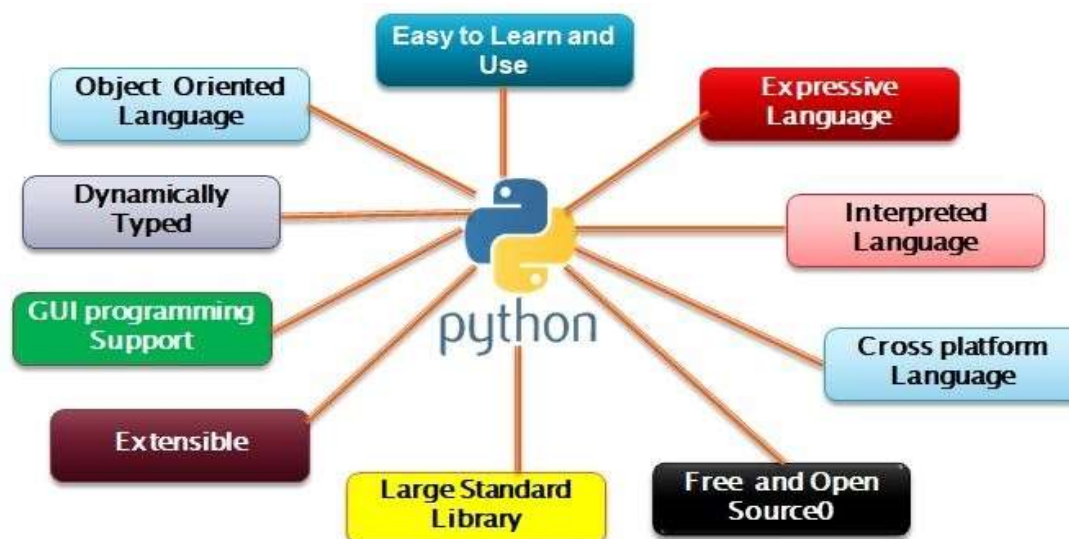 Easy to Learn and
Use
Object Oriented
Language
Expressive
Language
Dynamically
Typed
Interpreted
Language
GUI programming
Support
python
Cross platform
Language
Extensible
Large Standard
Library
Free and Open
Source0